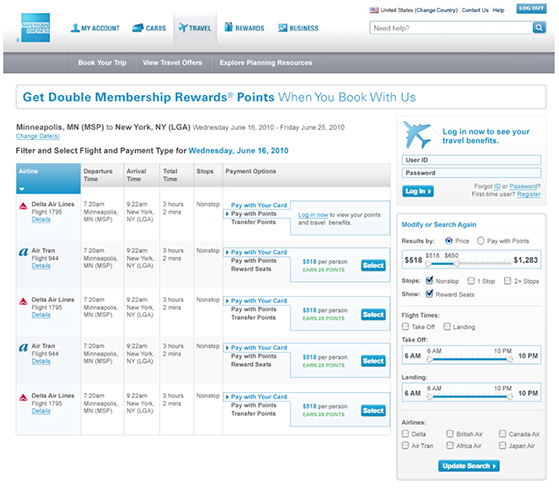 United States (Change Country) Contact Us Help LOG OUT
AMERICAN EXPRESS
MY ACCOUNT CARDS TRAVEL REWARDS BUSINESS
Need help?
Book Your Trip View Travel Offers Explore Planning Resources
Get Double Membership Rewards® Points When You Book With Us
Minneapolis, MN (MSP) to New York, NY (LGA) Wednesday June 16, 2010 - Friday June 25, 2010
Change Date(s)
Filter and Select Flight and Payment Type for Wednesday, June 16, 2010
Airline Departure Time Arrival Time Total Time Stops Payment Options
Delta Air Lines 7:20am 9:22am 3 hours Nonstop Pay with Your Card
Flight 1795 Minneapolis, New York, 2 mins Pay with Points Log in now to view your points
Details MN (MSP) NY (LGA) Transfer Points and travel benefits.
Air Tran 7:20am 9:22am 3 hours Nonstop Pay with Your Card
Flight 944 Minneapolis, New York, 2 mins Pay with Points $518 per person Select
Details MN (MSP) NY (LGA) Reward Seats EARN 28 POINTS
Delta Air Lines 7:20am 9:22am 3 hours Nonstop Pay with Your Card
Flight 1795 Minneapolis, New York, 2 mins Pay with Points $518 per person Select
Details MN (MSP) NY (LGA) Transfer Points EARN 28 POINTS
Air Tran 7:20am 9:22am 3 hours Nonstop Pay with Your Card
Flight 944 Minneapolis, New York, 2 mins Pay with Points $518 per person Select
Details MN (MSP) NY (LGA) Reward Seats EARN 28 POINTS
Delta Air Lines 7:20am 9:22am 3 hours Nonstop Pay with Your Card
Flight 1795 Minneapolis, New York, 2 mins Pay with Points $518 per person Select
Details MN (MSP) NY (LGA) Transfer Points EARN 28 POINTS
Log in now to see your
travel benefits.
User ID
Password
Log In
Forgot ID or Password?
First-time user? Register
Modify or Search Again
Results by: Price Pay with Points
$518 $518 $650 $1,283
Stops: Nonstop 1 Stop 2+ Stops
Show: Reward Seats
Flight Times:
Take Off Landing
Take Off:
6 AM 6 AM 10 PM 10 PM
Landing:
6 AM 6 AM 10 PM 10 PM
Airlines:
Delta British Air Canada Air
Air Tran Africa Air Japan Air
Update Search